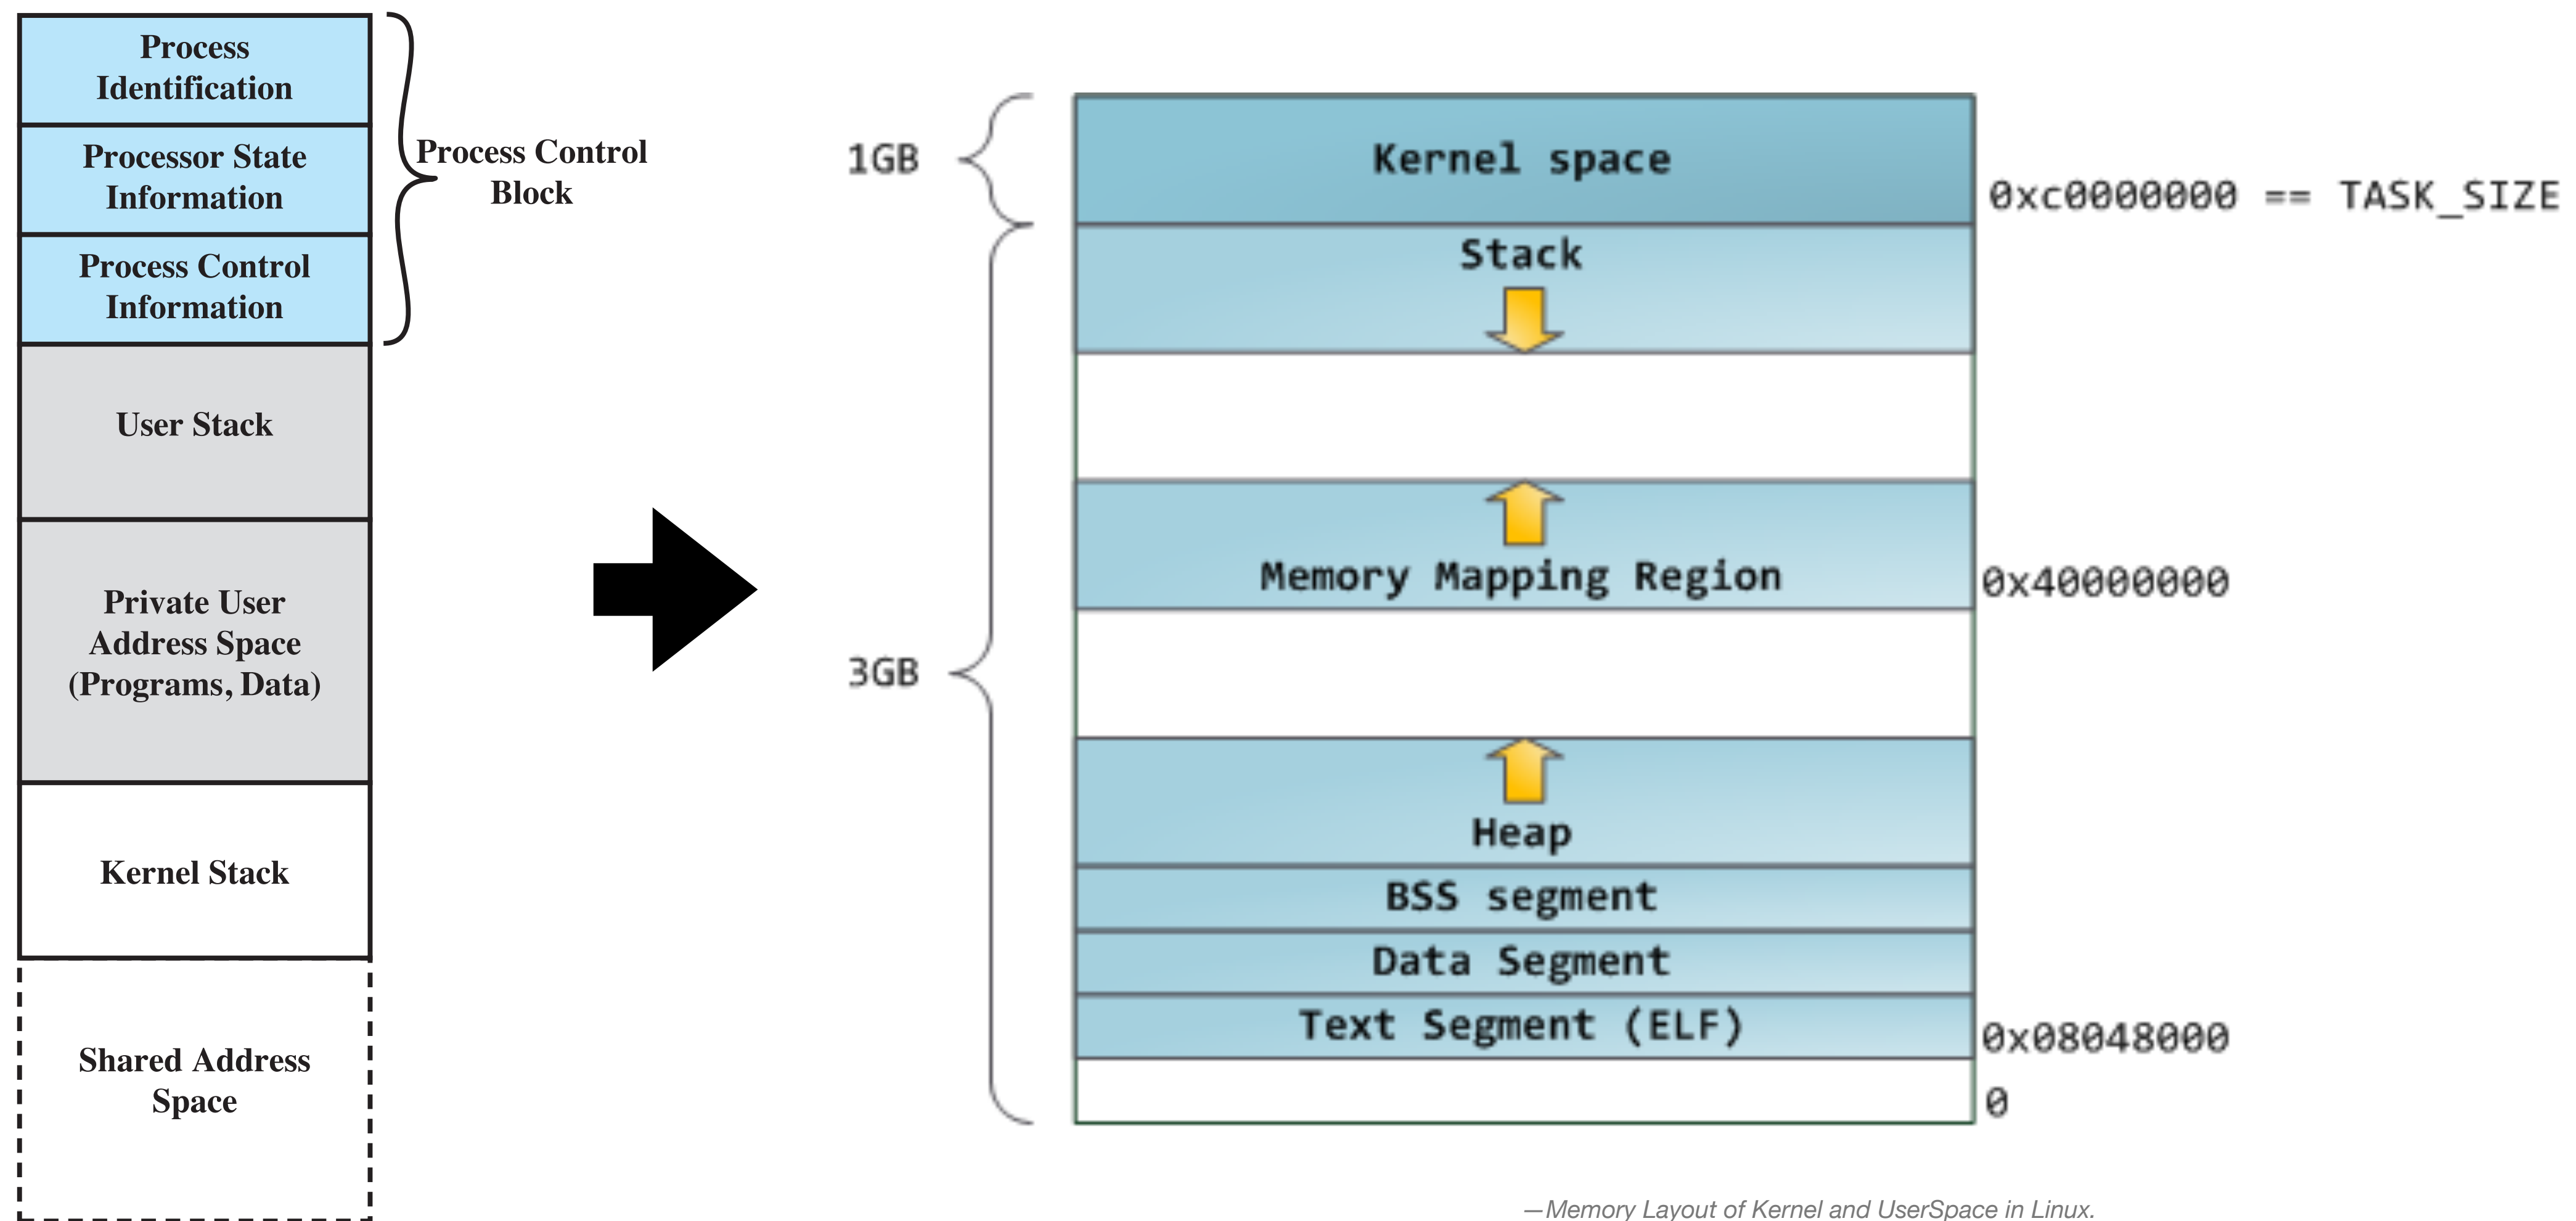 Process
Identification
Processor State
Information
Process Control
Information
Process Control
Block
User Stack
Private User
Address Space
(Programs, Data)
Kernel Stack
Shared Address
Space
1GB
Kernel space
0xc0000000 == TASK_SIZE
Stack
Memory Mapping Region
0x40000000
3GB
Heap
BSS segment
Data Segment
Text Segment (ELF)
0x08048000
0
—Memory Layout of Kernel and UserSpace in Linux.